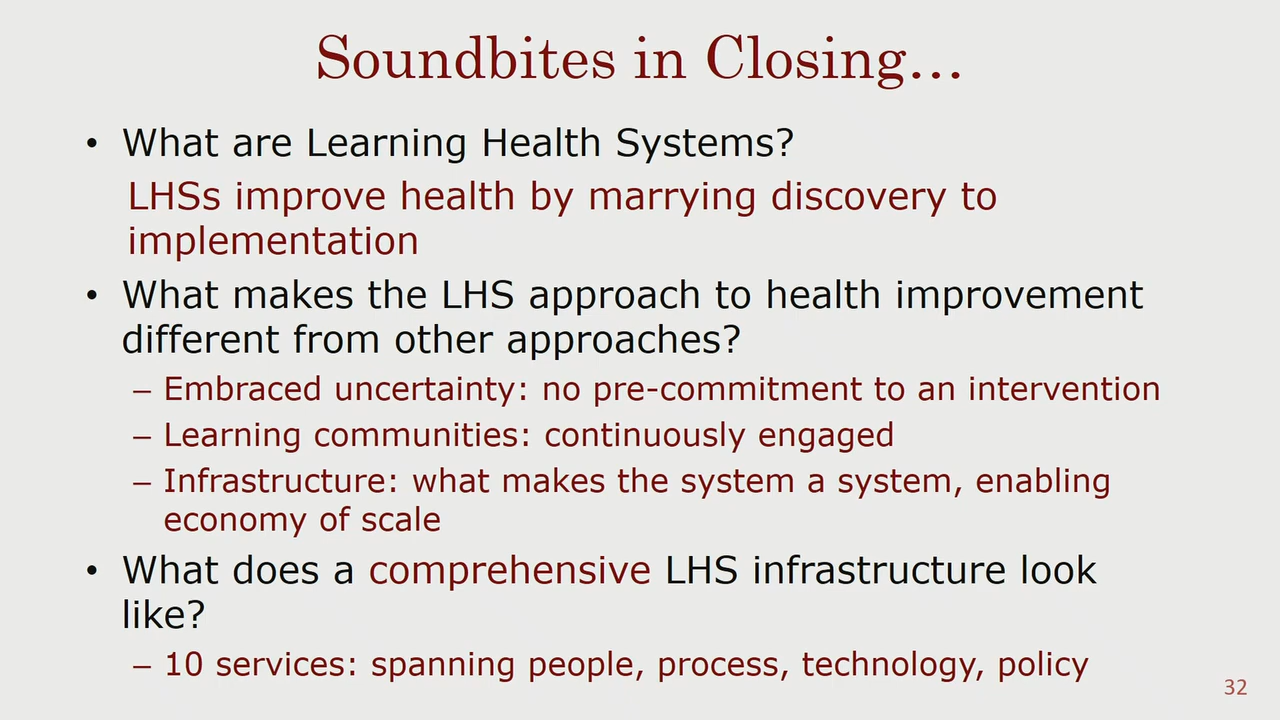 Soundbites in Closing...
• What are Learning Health Systems?
LHSs improve health by marrying discovery to
implementation
• What makes the LHS approach to health improvement
different from other approaches?
– Embraced uncertainty: no pre-commitment to an intervention
– Learning communities: continuously engaged
– Infrastructure: what makes the system a system, enabling
economy of scale
• What does a comprehensive LHS infrastructure look
like?
– 10 services: spanning people, process, technology, policy
32